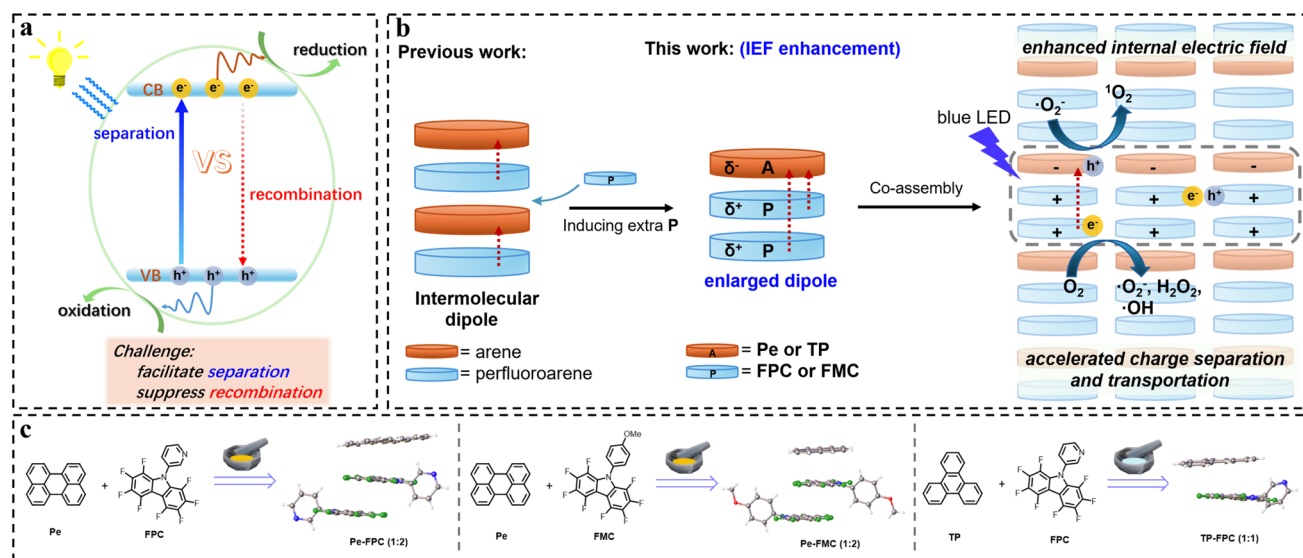 a
reduction
CB
e-
e-
e-
separation
VS
recombination
VB
h+
h+
h+
oxidation
Challenge:
facilitate separation
suppress recombination
b
Previous work:
This work: (IEF enhancement)
P
Inducing extra P
Intermolecular
dipole
= arene
= perfluoroarene
δ- A
δ+ P
δ+ P
enlarged dipole
A = Pe or TP
P = FPC or FMC
Co-assembly
blue LED
enhanced internal electric field
·O₂⁻
¹O₂
- h+ - -
+ + e- h+ +
+ e- + +
O₂
·O₂⁻, H₂O₂,
·OH
accelerated charge separation
and transportation
c
Pe
+
N
N
F
F
F
F
F
F
F
F
FPC
Pe-FPC (1:2)
Pe
+
OMe
N
F
F
F
F
F
F
F
F
FMC
Pe-FMC (1:2)
TP
+
N
N
F
F
F
F
F
F
F
F
FPC
TP-FPC (1:1)